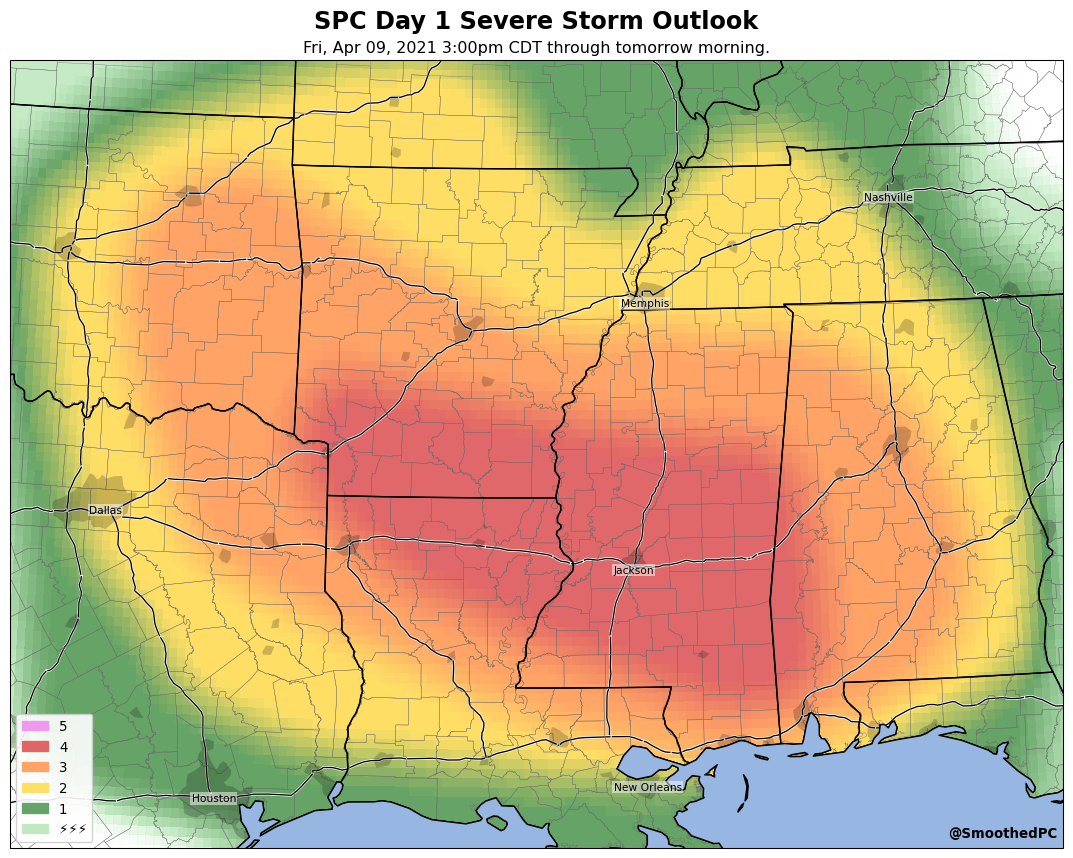 SPC Day 1 Severe Storm Outlook
Fri, Apr 09, 2021 3:00pm CDT through tomorrow morning.
Nashville
Memphis
Dallas
Jackson
New Orleans
Houston
5
4
3
2
1
⚡⚡⚡
@SmoothedPC